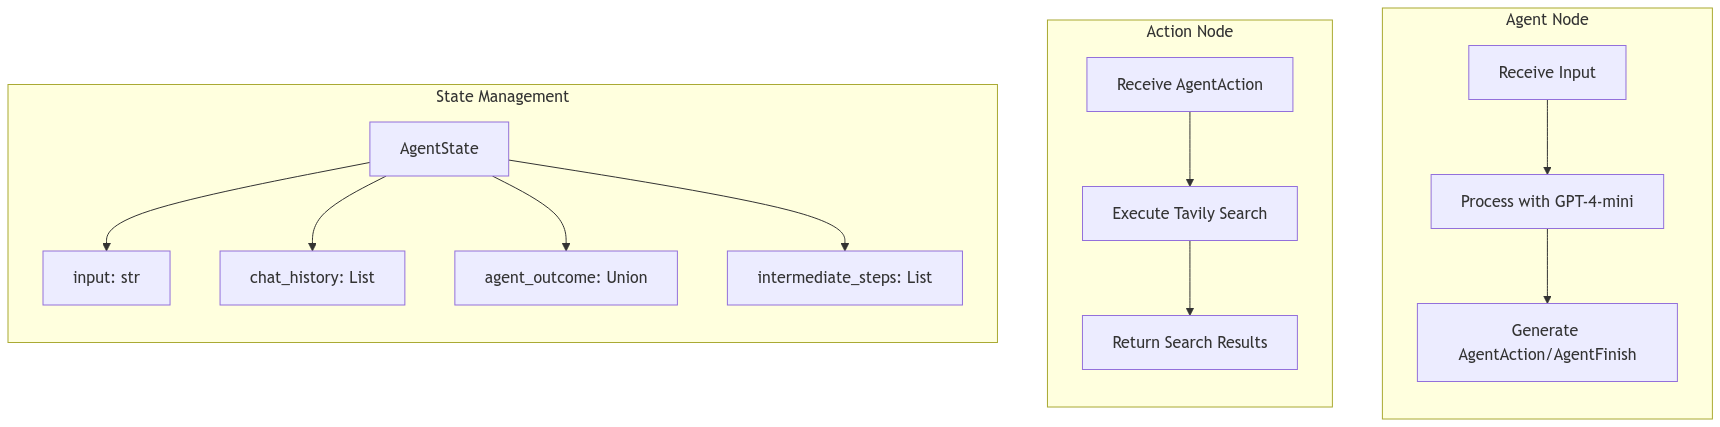 State Management
AgentState
input: str
chat_history: List
agent_outcome: Union
intermediate_steps: List
Action Node
Receive AgentAction
Execute Tavily Search
Return Search Results
Agent Node
Receive Input
Process with GPT-4-mini
Generate
AgentAction/AgentFinish